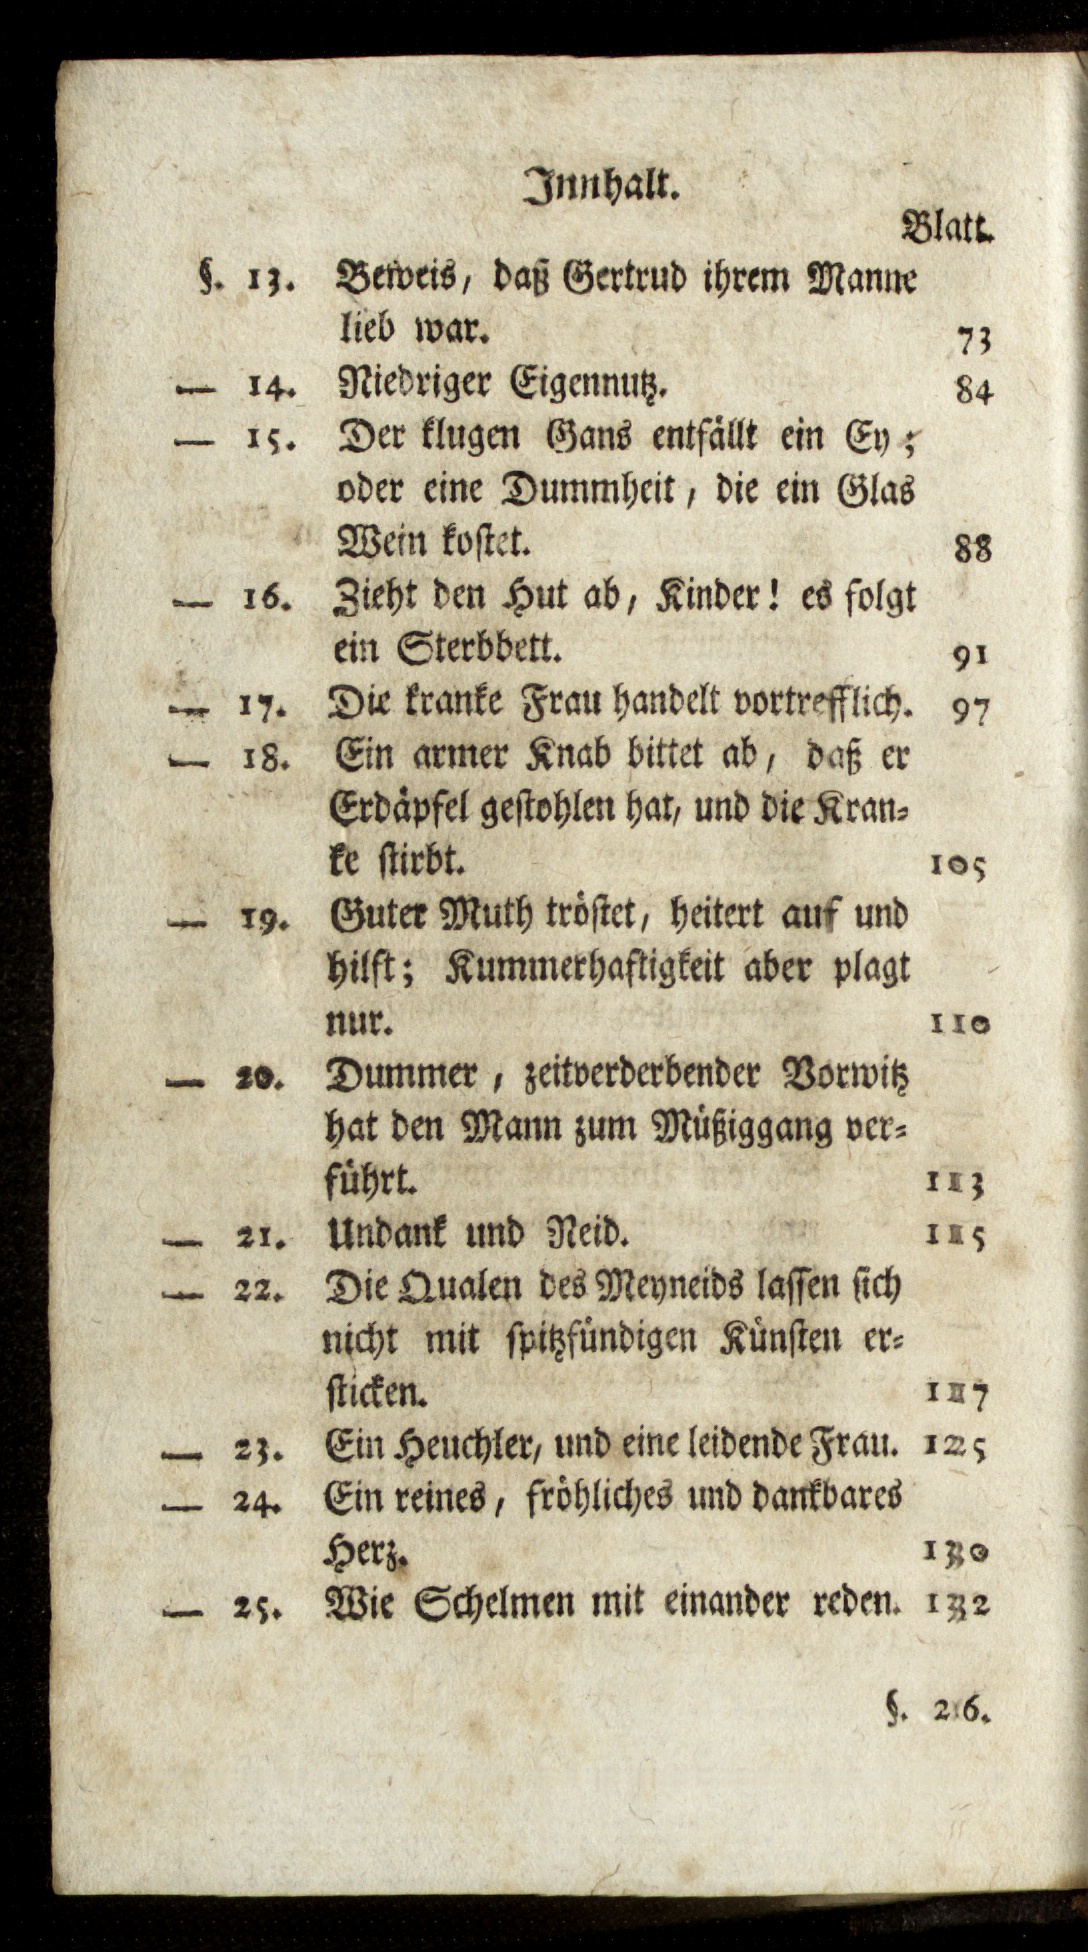 Innhalt.
Blatt.
§. 13. Beweis, daß Gertrud ihrem Manne
lieb war. 73
— 14. Niedriger Eigennutz. 84
— 15. Der klugen Gans entfällt ein Ey;
oder eine Dummheit, die ein Glas
Wein kostet. 88
— 16. Zieht den Hut ab, Kinder! es folgt
ein Sterbbett. 91
— 17. Die kranke Frau handelt vortrefflich. 97
— 18. Ein armer Knab bittet ab, daß er
Erdäpfel gestohlen hat, und die Kran-
ke stirbt. 105
— 19. Guter Muth tröstet, heitert auf und
hilft; Kummerhaftigkeit aber plagt
nur. 110
— 20. Dummer, zeitverderbender Vorwitz
hat den Mann zum Müßiggang ver-
führt. 113
— 21. Undank und Neid. 115
— 22. Die Qualen des Meyneids lassen sich
nicht mit spitzfündigen Künsten er-
sticken. 117
— 23. Ein Heuchler, und eine leidende Frau. 125
— 24. Ein reines, fröhliches und dankbares
Herz. 130
— 25. Wie Schelmen mit einander reden. 132
§. 26.